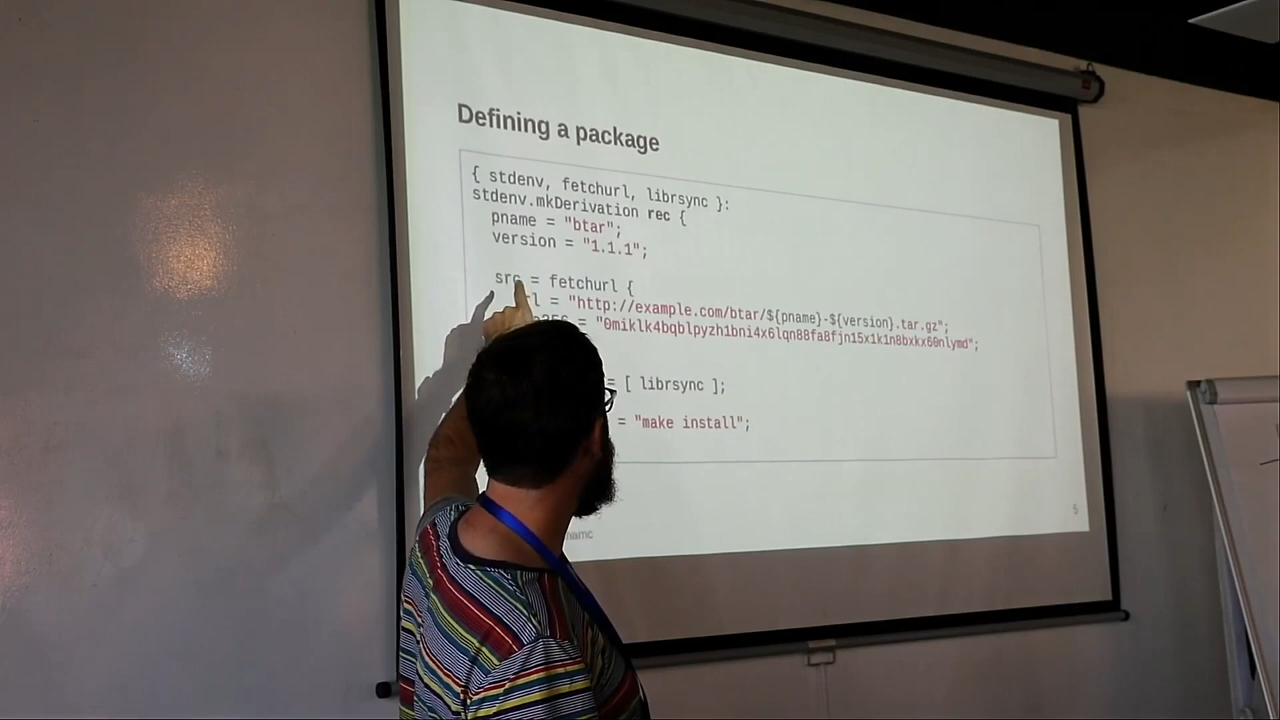 Defining a package
{ stdenv, fetchurl, librsync }:
stdenv.mkDerivation rec {
pname = "btar";
version = "1.1.1";
src = fetchurl {
= "http://example.com/btar/${pname}-${version}.tar.gz";
= "0miklk4bqblpyzh1bni4x6lqn88fa8fjn15x1k1n8bxkx60nlymd";
= [ librsync ];
= "make install";
5